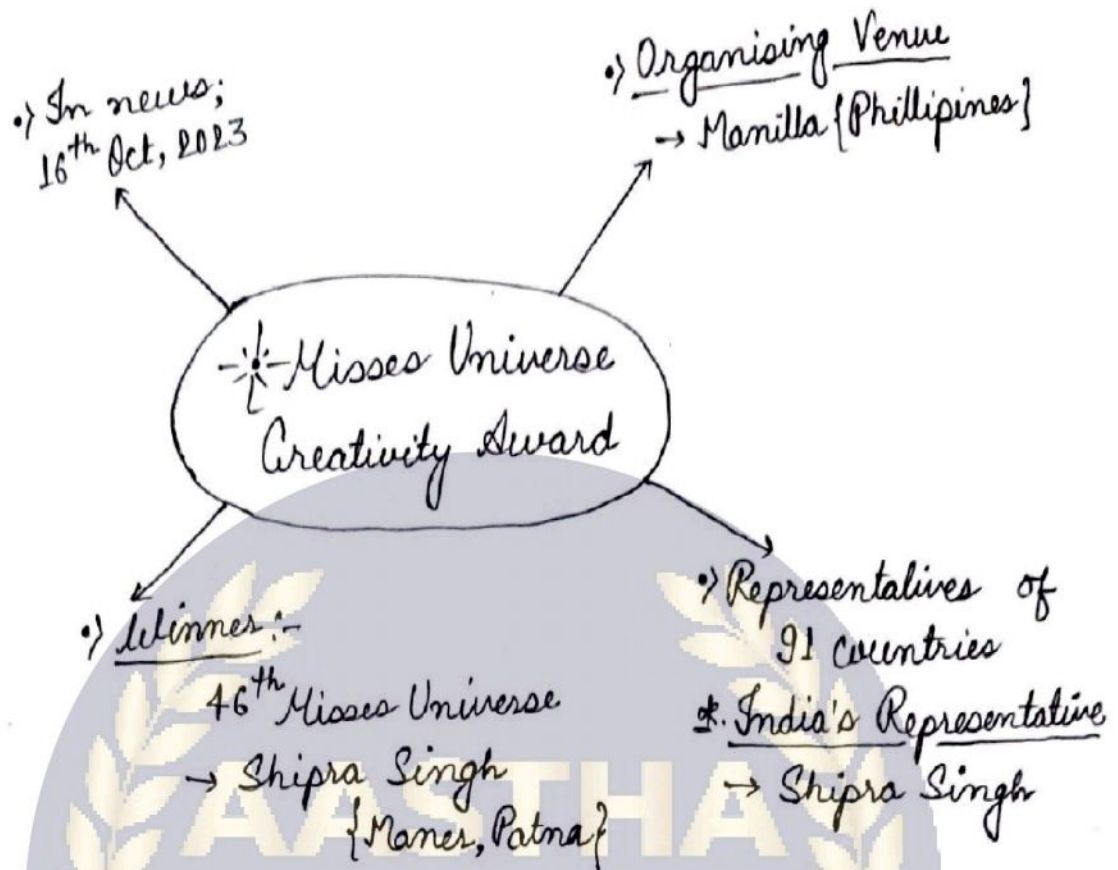 •) In news;
16th Oct, 2023
•) Organising Venue
→ Manilla {Phillipines}
Misses Universe
Creativity Award
•) Winner:-
46th Misses Universe
→ Shipra Singh
{Maner, Patna}
•) Representatives of
91 countries
*. India's Representative
→ Shipra Singh
AASTHA